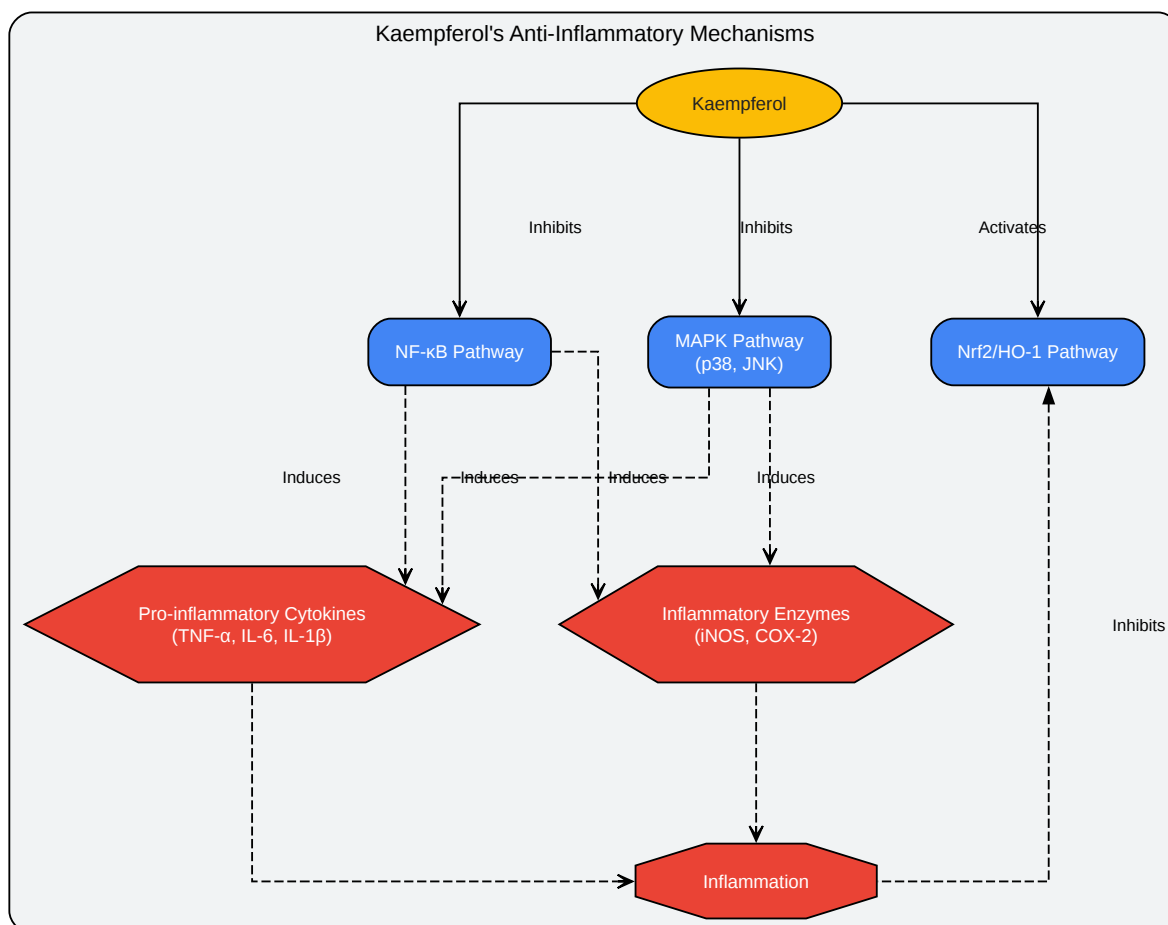 Kaempferol's Anti-Inflammatory Mechanisms
Kaempferol
Inhibits
Inhibits
Activates
NF-κB Pathway
MAPK Pathway
(p38, JNK)
Nrf2/HO-1 Pathway
Induces
Induces
Induces
Induces
Pro-inflammatory Cytokines
(TNF-α, IL-6, IL-1β)
Inflammatory Enzymes
(iNOS, COX-2)
Inhibits
Inflammation